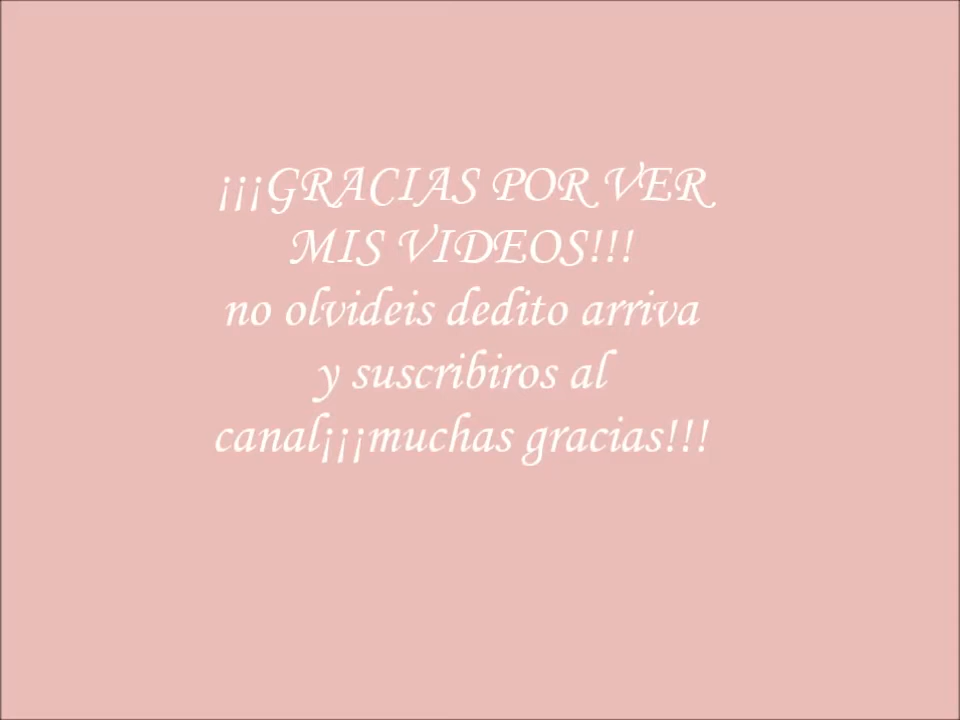 ¡¡¡GRACIAS POR VER
MIS VIDEOS!!!
no olvideis dedito arriva
y suscribiros al
canal¡¡¡muchas gracias!!!